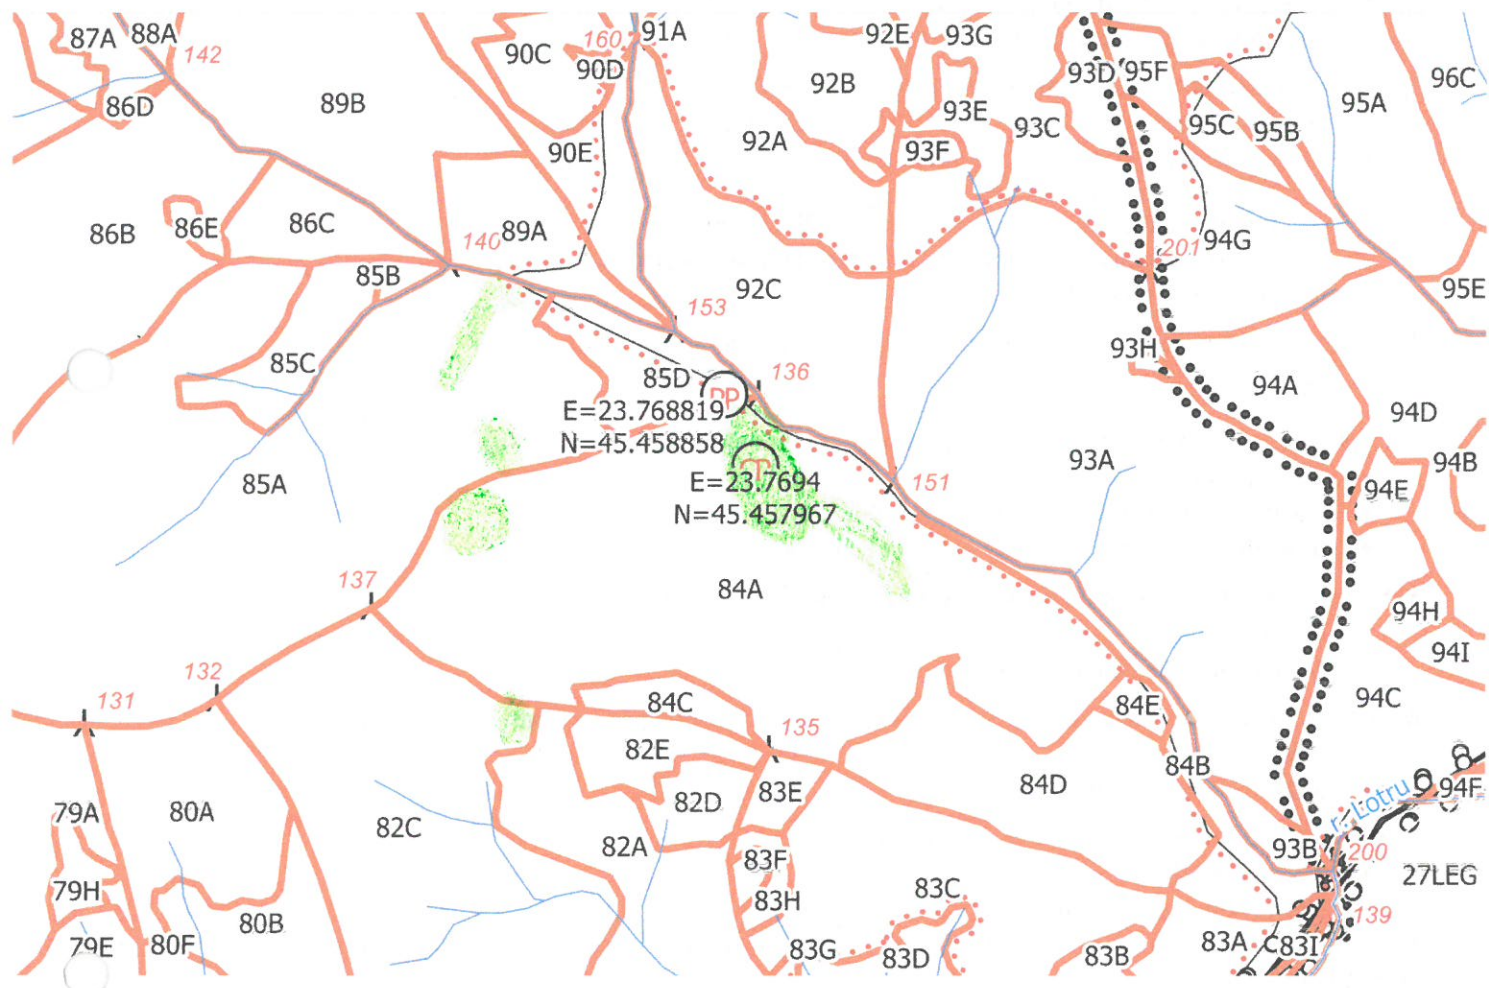 87A 88A 142 90C 160 91A 92E 93G
90D 93D 95F 96C
86D 89B 92B 93E 95A
90E 92A 93F 93C 95C 95B
86B 86E 86C 140 89A 201 94G
85B 92C 95E
153
85C 93H
85D 136 94A
PP 94D
E=23.768819
N=45.458858
T 93A 94B
85A E=23.7694 151 94E
N=45.457967
137 84A
94H
132 94I
131 84C 84E 94C
135
82E 84B
82D 83E 84D 94F
79A 80A r. Lotru
82C 82A 93B 200
83F 27LEG
79H 83C
83H 139
80B
79E 80F 83G 83D 83B 83A 83I